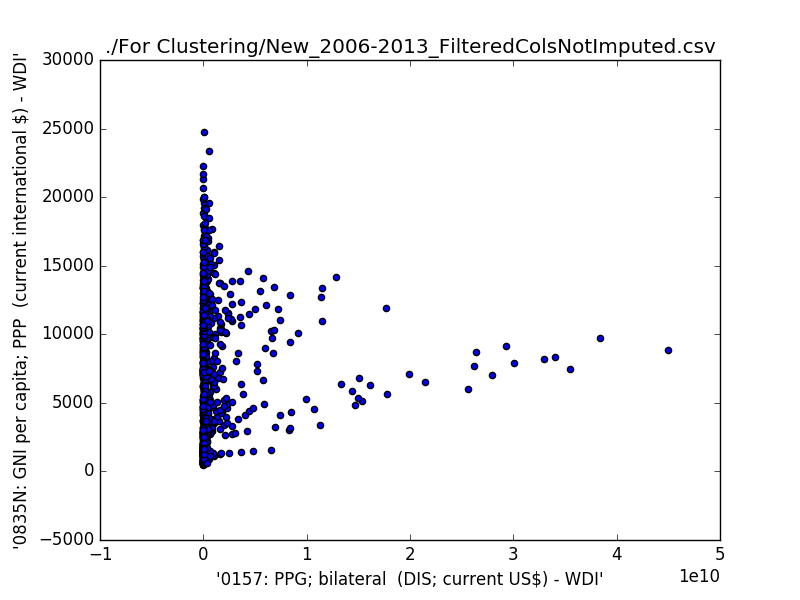 ./For Clustering/New_2006-2013_FilteredColsNotImputed.csv
'0835N: GNI per capita; PPP  (current international $) - WDI'
30000
25000
20000
15000
10000
5000
0
−5000
−1 0 1 2 3 4 5
1e10
'0157: PPG; bilateral  (DIS; current US$) - WDI'